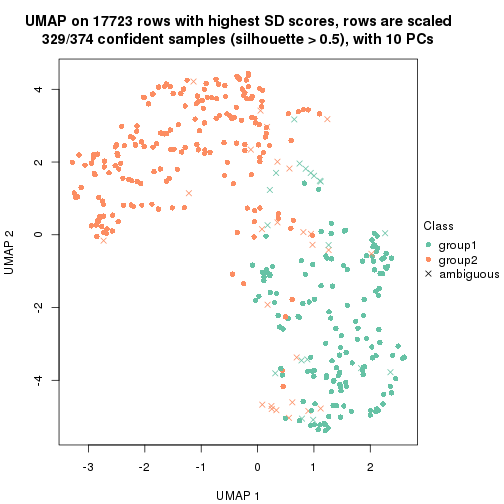 UMAP on 17723 rows with highest SD scores, rows are scaled
329/374 confident samples (silhouette > 0.5), with 10 PCs
4
2
0
-2
-4
UMAP 2
-3
-2
-1
0
1
2
UMAP 1
Class
group1
group2
ambiguous